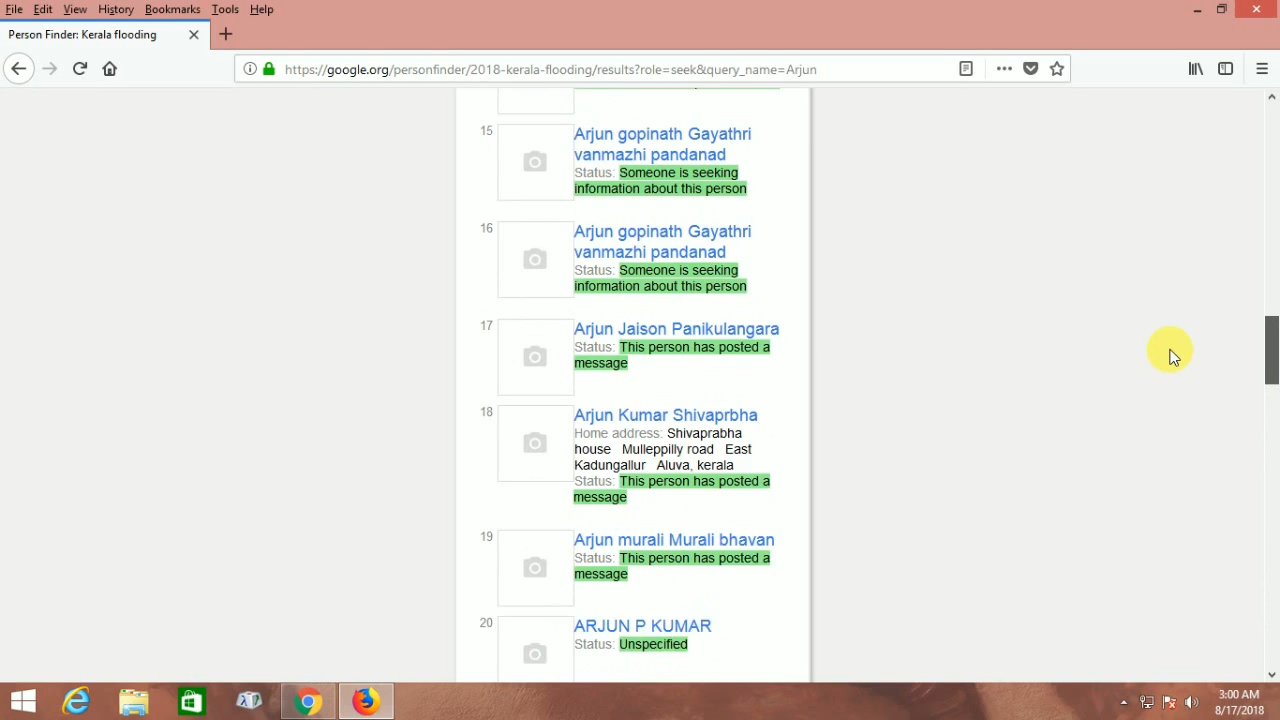 File Edit View History Bookmarks Tools Help
Person Finder: Kerala flooding
https://google.org/personfinder/2018-kerala-flooding/results?role=seek&query_name=Arjun
15
Arjun gopinath Gayathri
vanmazhi pandanad
Status: Someone is seeking
information about this person
16
Arjun gopinath Gayathri
vanmazhi pandanad
Status: Someone is seeking
information about this person
17
Arjun Jaison Panikulangara
Status: This person has posted a
message
18
Arjun Kumar Shivaprbha
Home address: Shivaprabha
house Mulleppilly road East
Kadungallur Aluva, kerala
Status: This person has posted a
message
19
Arjun murali Murali bhavan
Status: This person has posted a
message
20
ARJUN P KUMAR
Status: Unspecified
3:00 AM
8/17/2018